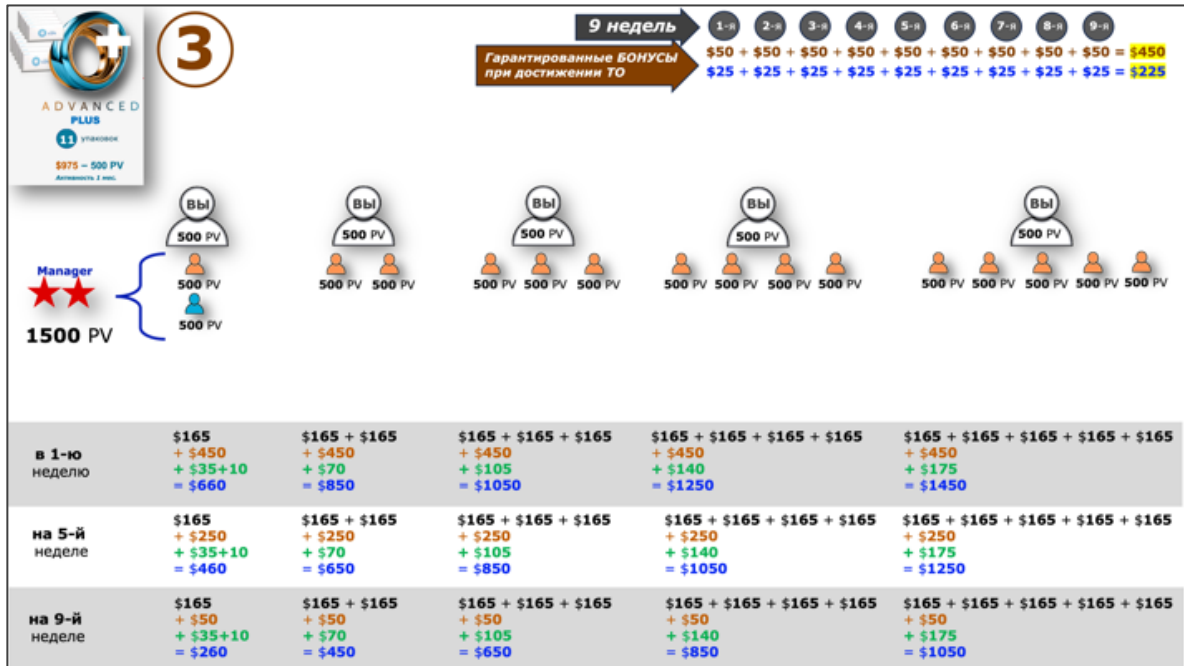 ADVANCED
PLUS
11 упаковок
$975 – 500 PV
Активность 1 мес.
3
9 недель
1-я 2-я 3-я 4-я 5-я 6-я 7-я 8-я 9-я
Гарантированные БОНУСЫ
при достижении ТО
$50 + $50 + $50 + $50 + $50 + $50 + $50 + $50 + $50 = $450
$25 + $25 + $25 + $25 + $25 + $25 + $25 + $25 + $25 = $225
ВЫ ВЫ ВЫ ВЫ ВЫ
500 PV 500 PV 500 PV 500 PV 500 PV
Manager
1500 PV
500 PV
500 PV
500 PV 500 PV
500 PV 500 PV 500 PV
500 PV 500 PV 500 PV 500 PV
500 PV 500 PV 500 PV 500 PV 500 PV
в 1-ю
неделю
$165
+ $450
+ $35+10
= $660
$165 + $165
+ $450
+ $70
= $850
$165 + $165 + $165
+ $450
+ $105
= $1050
$165 + $165 + $165 + $165
+ $450
+ $140
= $1250
$165 + $165 + $165 + $165 + $165
+ $450
+ $175
= $1450
на 5-й
неделе
$165
+ $250
+ $35+10
= $460
$165 + $165
+ $250
+ $70
= $650
$165 + $165 + $165
+ $250
+ $105
= $850
$165 + $165 + $165 + $165
+ $250
+ $140
= $1050
$165 + $165 + $165 + $165 + $165
+ $250
+ $175
= $1250
на 9-й
неделе
$165
+ $50
+ $35+10
= $260
$165 + $165
+ $50
+ $70
= $450
$165 + $165 + $165
+ $50
+ $105
= $650
$165 + $165 + $165 + $165
+ $50
+ $140
= $850
$165 + $165 + $165 + $165 + $165
+ $50
+ $175
= $1050